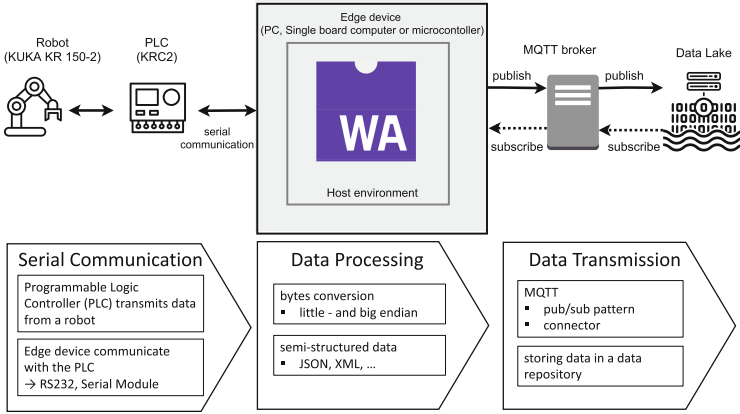 Edge device
(PC, Single board computer or microcontoller)
Robot
(KUKA KR 150-2)
PLC
(KRC2)
MQTT broker
Data Lake
publish
publish
WA
serial
communication
subscribe
subscribe
Host environment
Serial Communication
Programmable Logic
Controller (PLC) transmits data
from a robot
Edge device communicate
with the PLC
→ RS232, Serial Module
Data Processing
bytes conversion
▪ little - and big endian
semi-structured data
▪ JSON, XML, ...
Data Transmission
MQTT
▪ pub/sub pattern
▪ connector
storing data in a data
repository